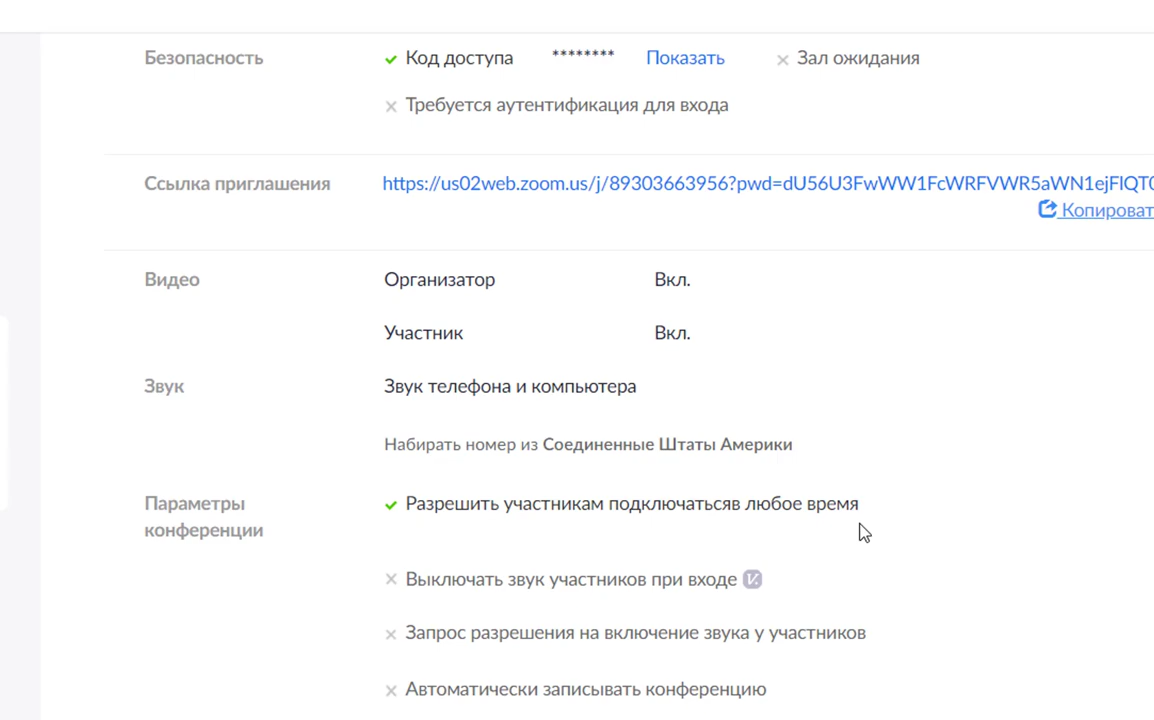 Безопасность ✓ Код доступа ******** Показать × Зал ожидания
× Требуется аутентификация для входа
Ссылка приглашения https://us02web.zoom.us/j/89303663956?pwd=dU56U3FwWW1FcWRFVWR5aWN1ejFIQT0
Копироват
Видео Организатор Вкл.
Участник Вкл.
Звук Звук телефона и компьютера
Набирать номер из Соединенные Штаты Америки
Параметры
конференции
✓ Разрешить участникам подключатьсяв любое время
× Выключать звук участников при входе
× Запрос разрешения на включение звука у участников
× Автоматически записывать конференцию